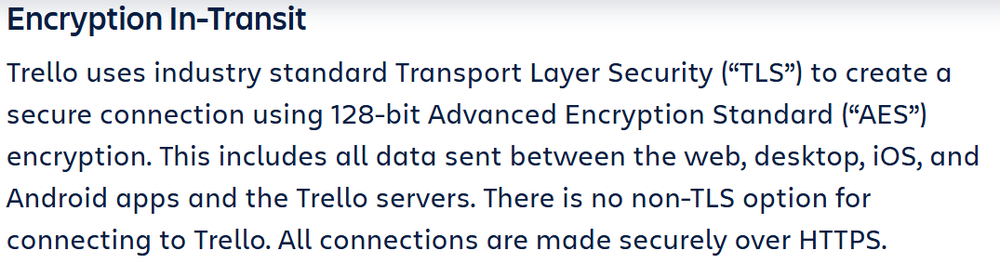 Encryption In-Transit
Trello uses industry standard Transport Layer Security (“TLS”) to create a
secure connection using 128-bit Advanced Encryption Standard (“AES”)
encryption. This includes all data sent between the web, desktop, iOS, and
Android apps and the Trello servers. There is no non-TLS option for
connecting to Trello. All connections are made securely over HTTPS.